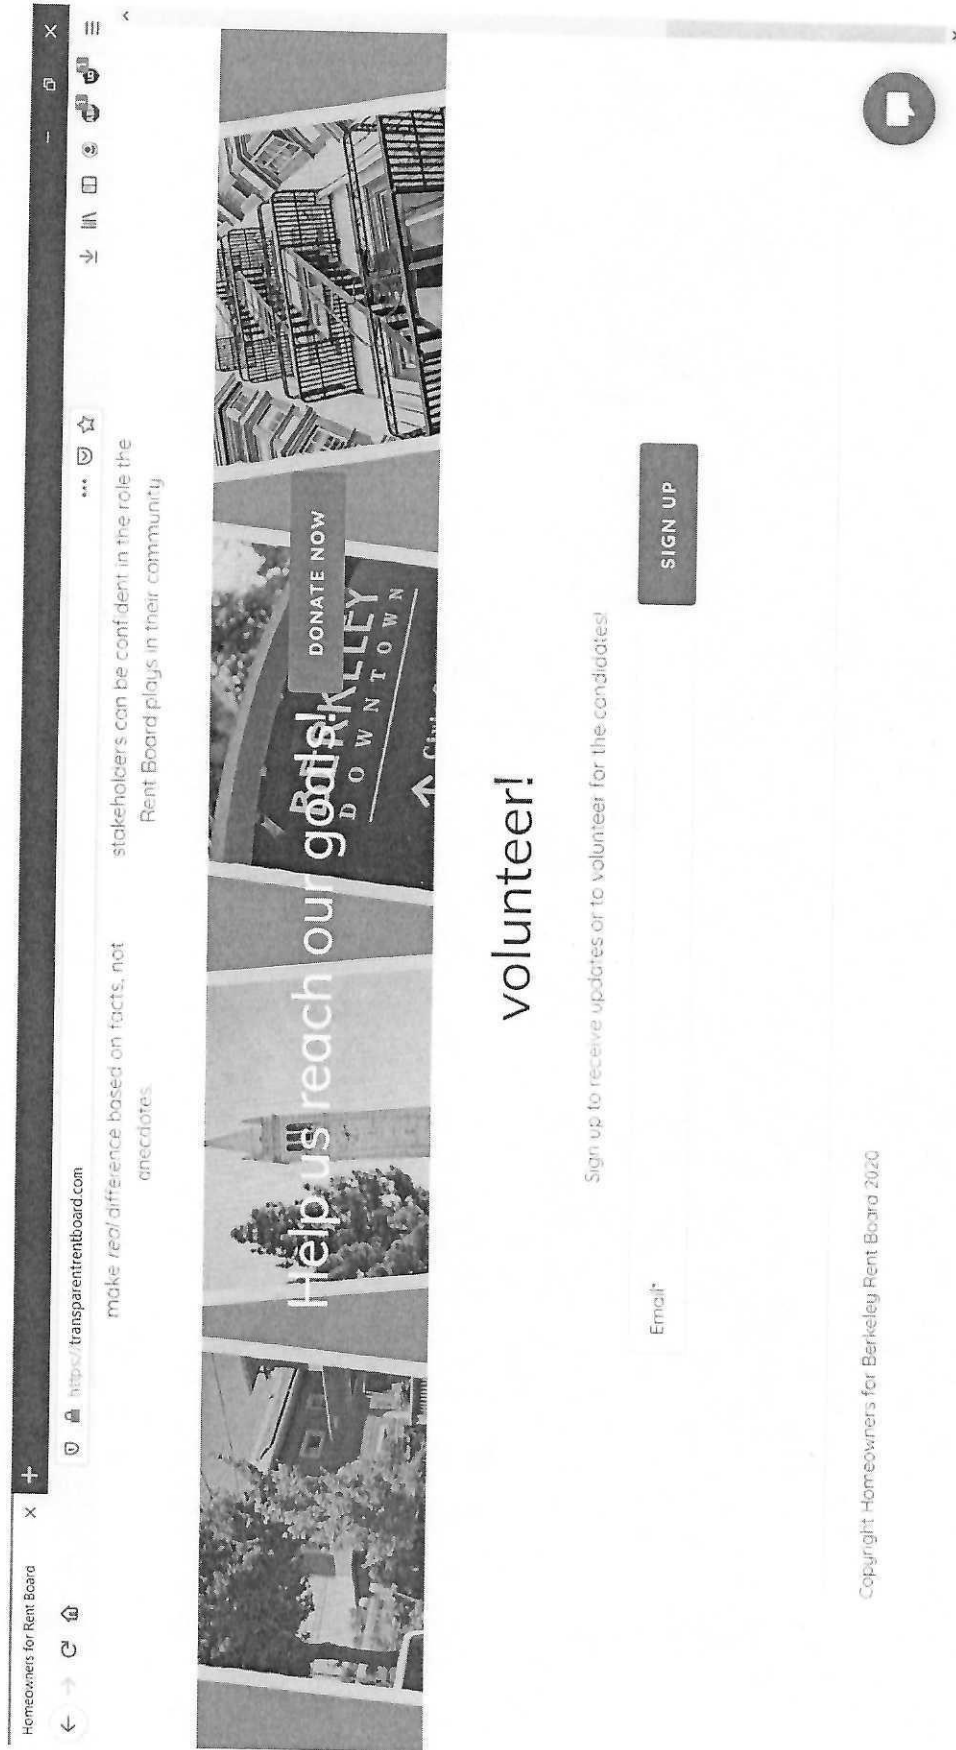 Homeowners for Rent Board
https://transparentrentboard.com
make real difference based on facts, not
anecdotes.
stakeholders can be confident in the role the
Rent Board plays in their community
Help us reach our goals!
DONATE NOW
BERKELEY
DOWNTOWN
volunteer!
Sign up to receive updates or to volunteer for the candidates!
Email*
SIGN UP
Copyright Homeowners for Berkeley Rent Board 2020